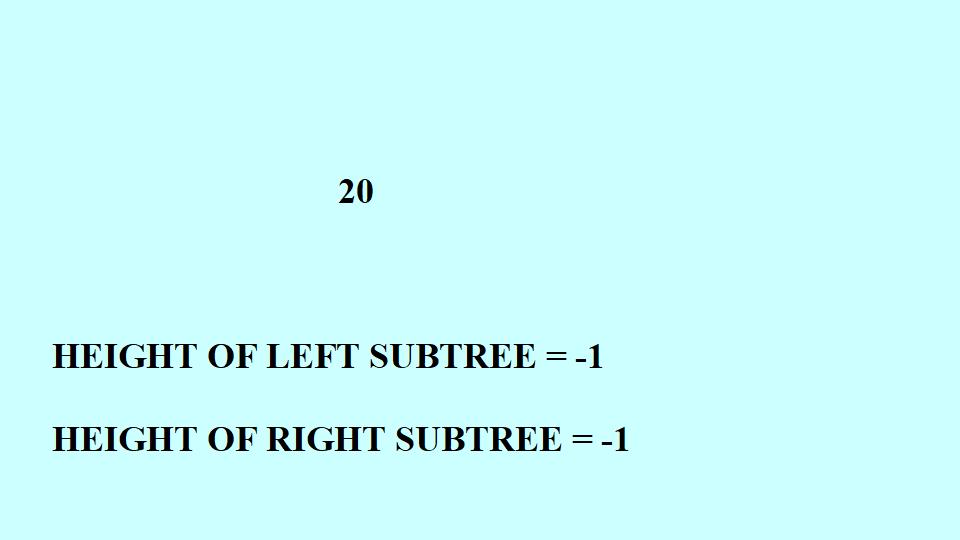 20
HEIGHT OF LEFT SUBTREE = -1
HEIGHT OF RIGHT SUBTREE = -1